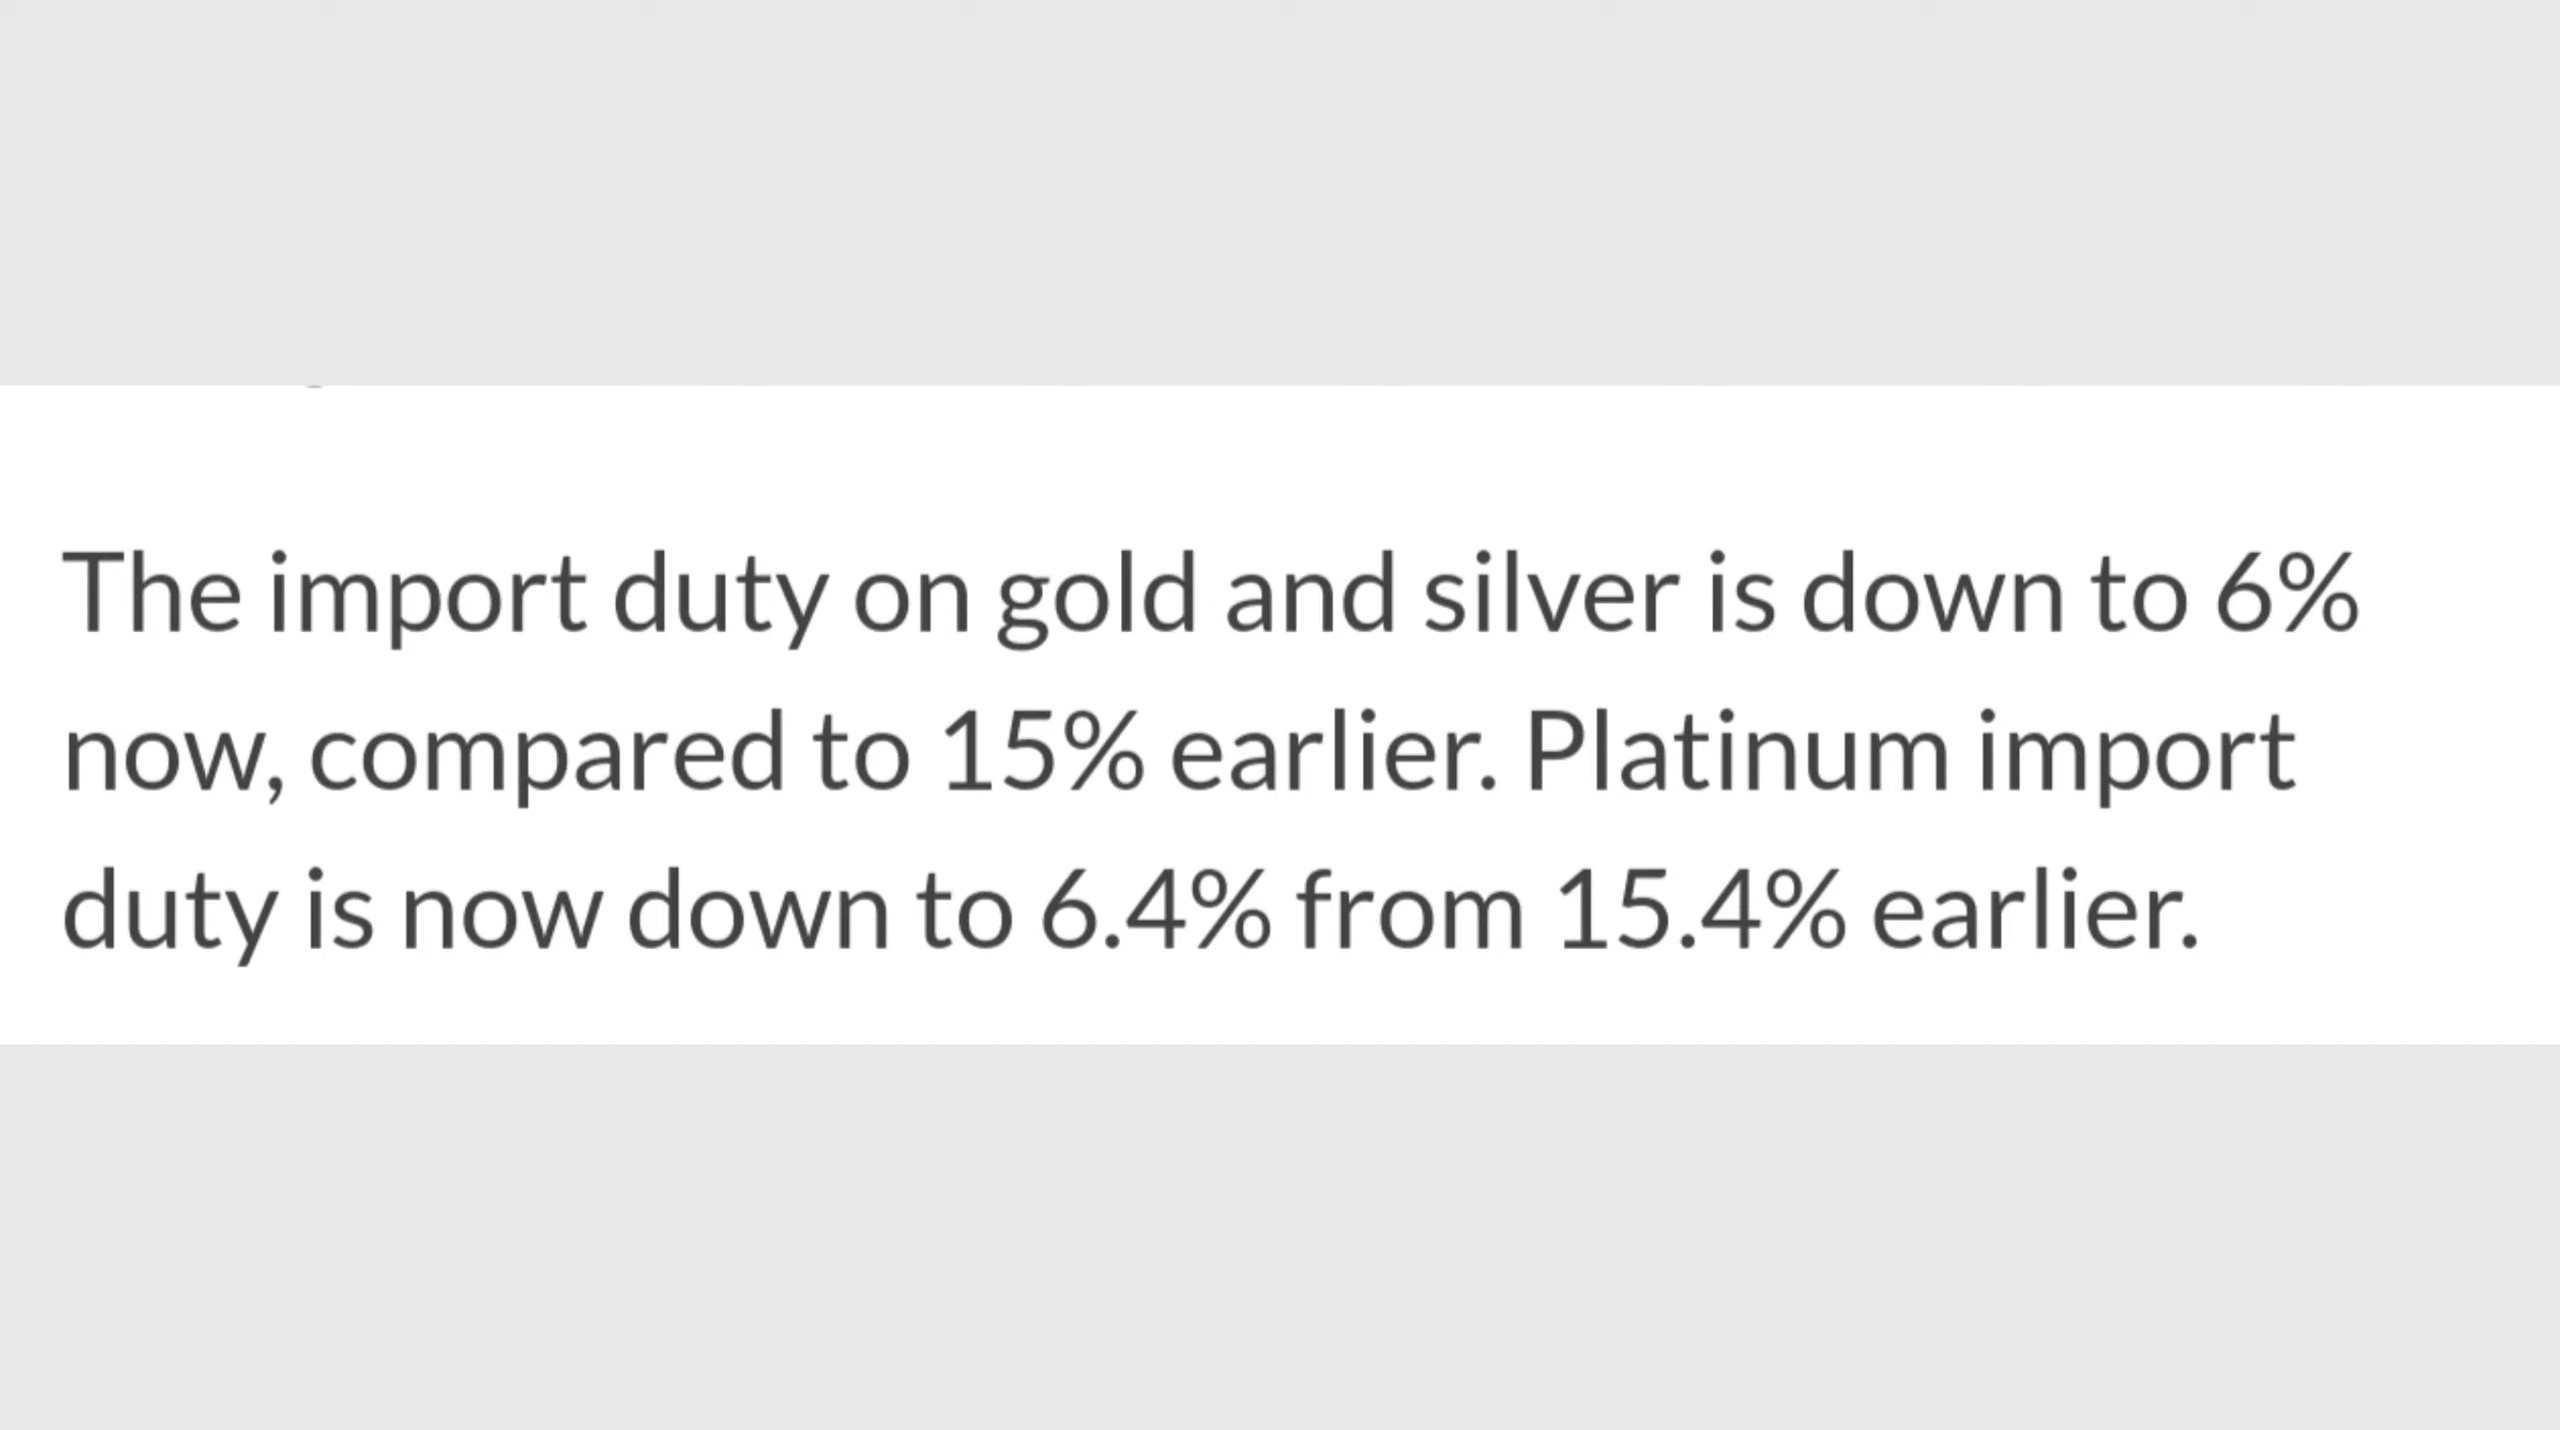 The import duty on gold and silver is down to 6%
now, compared to 15% earlier. Platinum import
duty is now down to 6.4% from 15.4% earlier.